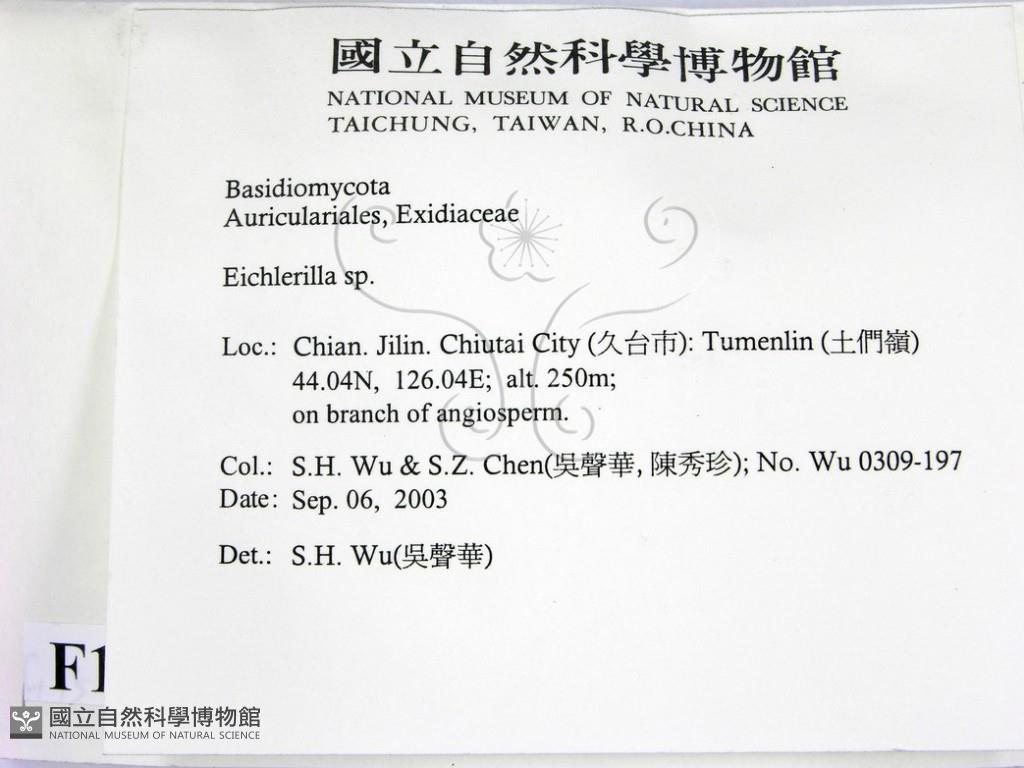 國立自然科學博物館
NATIONAL MUSEUM OF NATURAL SCIENCE
TAICHUNG, TAIWAN, R.O.CHINA
Basidiomycota
Auriculariales, Exidiaceae
Eichlerilla sp.
Loc.: Chian. Jilin. Chiutai City (久台市): Tumenlin (土們嶺)
44.04N, 126.04E; alt. 250m;
on branch of angiosperm.
Col.: S.H. Wu & S.Z. Chen(吳聲華, 陳秀珍); No. Wu 0309-197
Date: Sep. 06, 2003
Det.: S.H. Wu(吳聲華)
F1
國立自然科學博物館
NATIONAL MUSEUM OF NATURAL SCIENCE